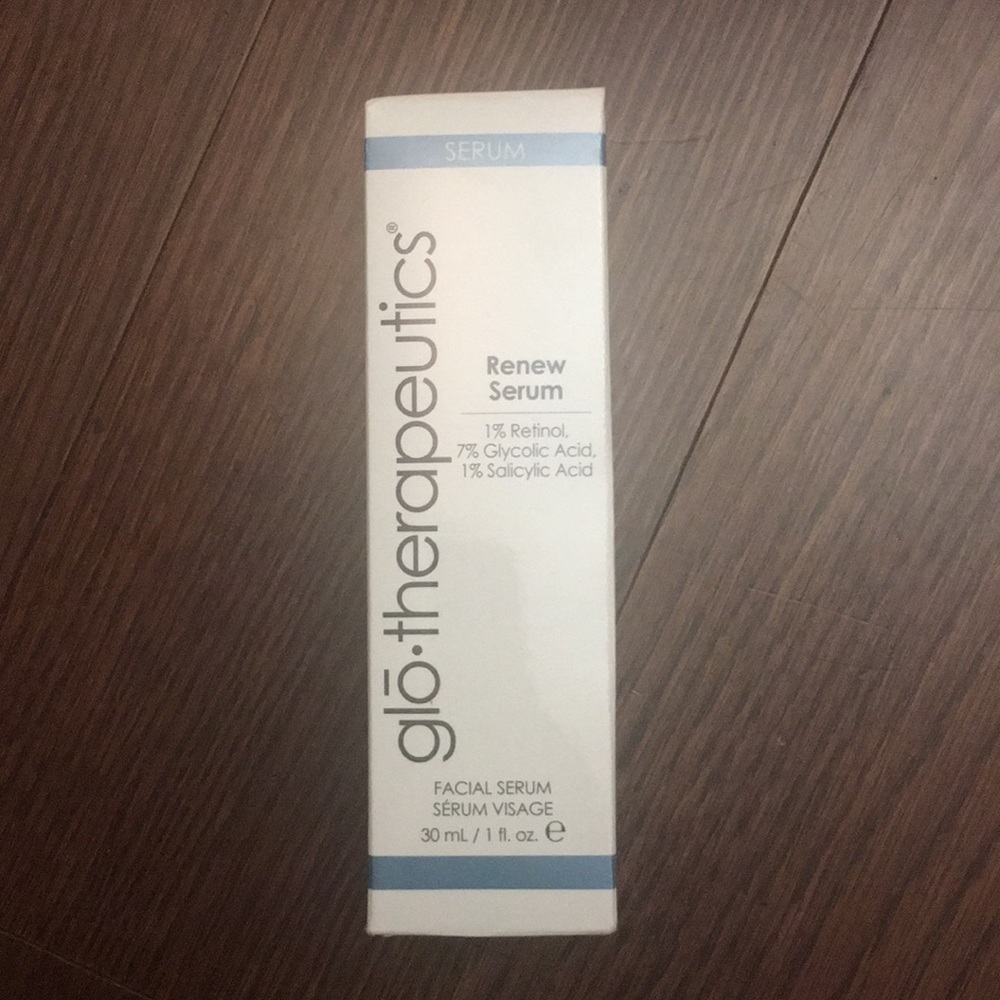 SERUM
glō·therapeutics®
Renew
Serum
1% Retinol,
7% Glycolic Acid,
1% Salicylic Acid
FACIAL SERUM
SÉRUM VISAGE
30 mL / 1 fl. oz. ℮